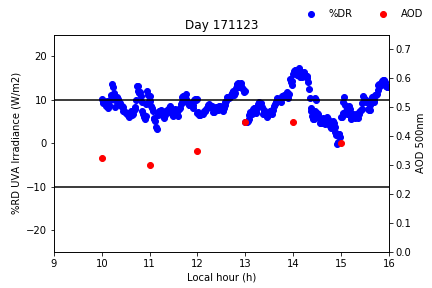 %DR AOD
Day 171123
20
10
0
−10
−20
%RD UVA Irradiance (W/m2)
0.7
0.6
0.5
0.4
0.3
0.2
0.1
0.0
AOD 500nm
9 10 11 12 13 14 15 16
Local hour (h)